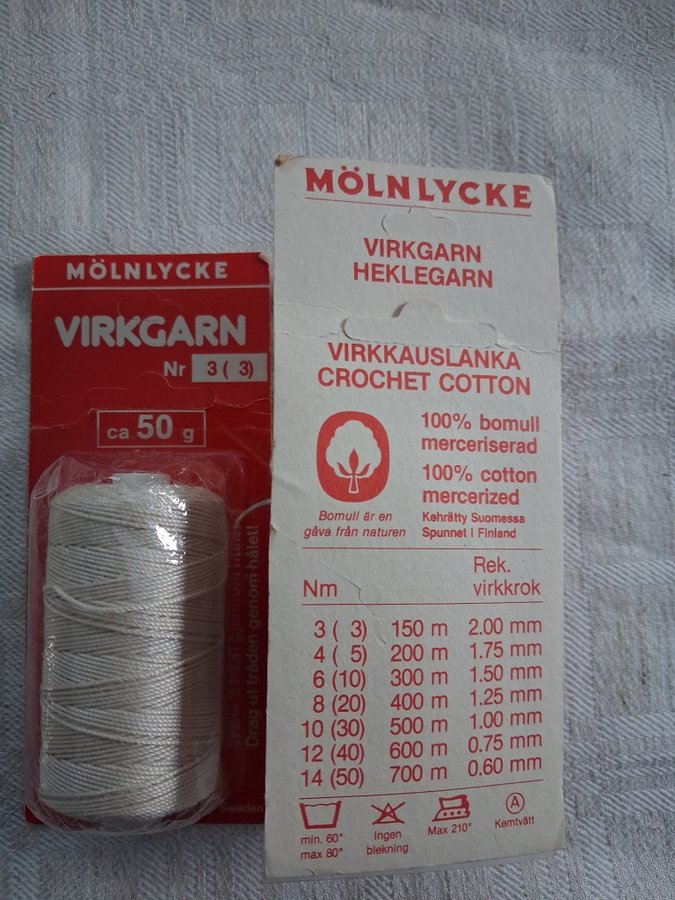 MÖLNLYCKE
VIRKGARN
Nr 3 ( 3)
ca 50 g
Drag ut tråden genom hålet!
Sweden
MÖLNLYCKE
VIRKGARN
HEKLEGARN
VIRKKAUSLANKA
CROCHET COTTON
100% bomull
merceriserad
100% cotton
mercerized
Kehrätty Suomessa
Spunnet i Finland
Bomull är en
gåva från naturen
Nm Rek. virkkrok
3 ( 3) 150 m 2.00 mm
4 ( 5) 200 m 1.75 mm
6 (10) 300 m 1.50 mm
8 (20) 400 m 1.25 mm
10 (30) 500 m 1.00 mm
12 (40) 600 m 0.75 mm
14 (50) 700 m 0.60 mm
min. 60°
max 80°
Ingen
blekning
Max 210°
A
Kemtvätt